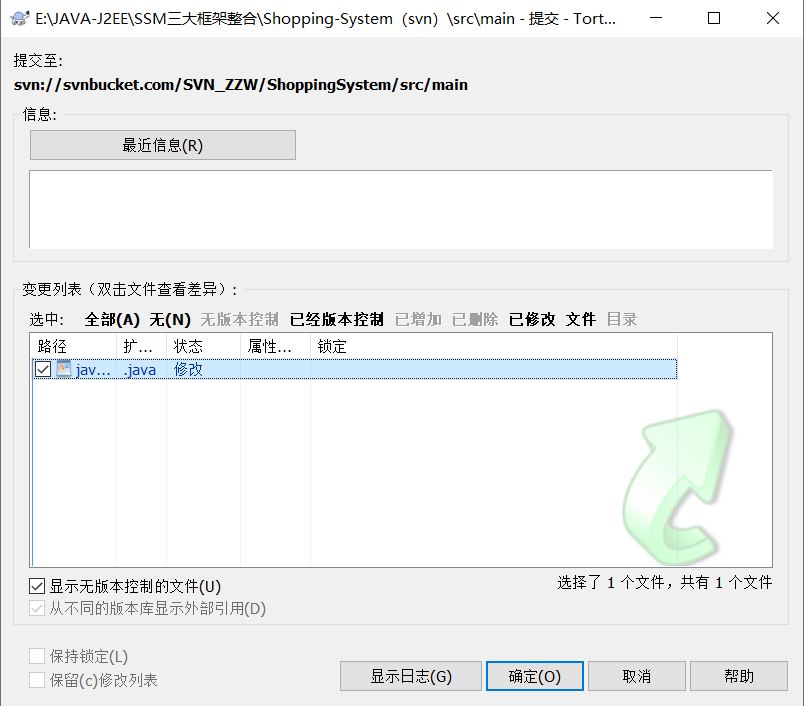 E:\JAVA-J2EE\SSM三大框架整合\Shopping-System（svn）\src\main - 提交 - Tort...
提交至:
svn://svnbucket.com/SVN_ZZW/ShoppingSystem/src/main
信息:
最近信息(R)
变更列表（双击文件查看差异）:
选中: 全部(A) 无(N) 无版本控制 已经版本控制 已增加 已删除 已修改 文件 目录
路径 扩... 状态 属性... 锁定
jav... .java 修改
显示无版本控制的文件(U) 选择了 1 个文件，共有 1 个文件
从不同的版本库显示外部引用(D)
保持锁定(L)
保留(c)修改列表
显示日志(G) 确定(O) 取消 帮助